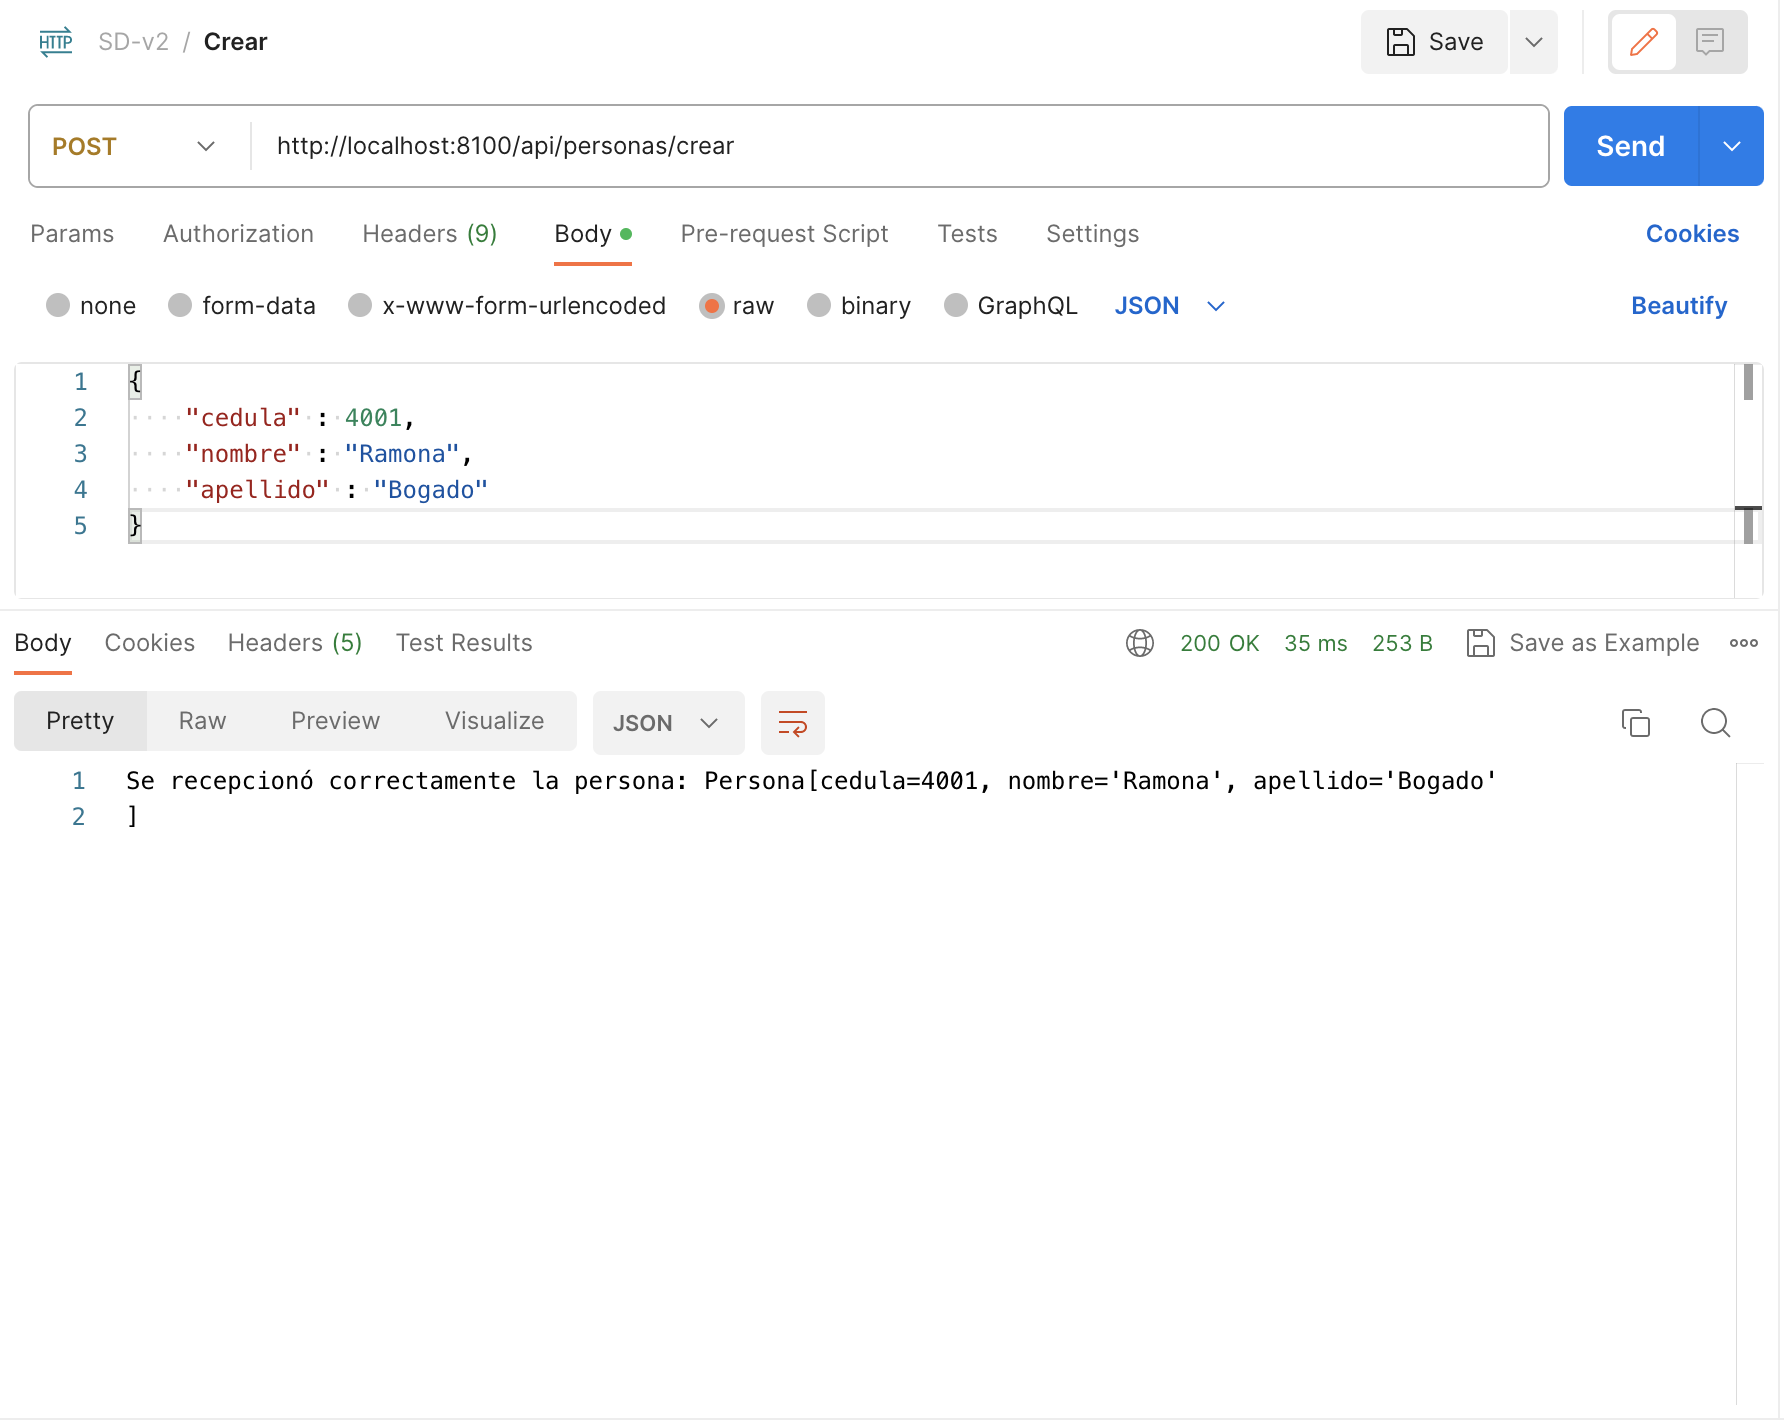 HTTP SD-v2 / Crear Save
POST http://localhost:8100/api/personas/crear Send
Params Authorization Headers (9) Body Pre-request Script Tests Settings Cookies
none form-data x-www-form-urlencoded raw binary GraphQL JSON Beautify
1 {
2 "cedula" : 4001,
3 "nombre" : "Ramona",
4 "apellido" : "Bogado"
5 }
Body Cookies Headers (5) Test Results 200 OK 35 ms 253 B Save as Example
Pretty Raw Preview Visualize JSON
1 Se recepcionó correctamente la persona: Persona[cedula=4001, nombre='Ramona', apellido='Bogado'
2 ]